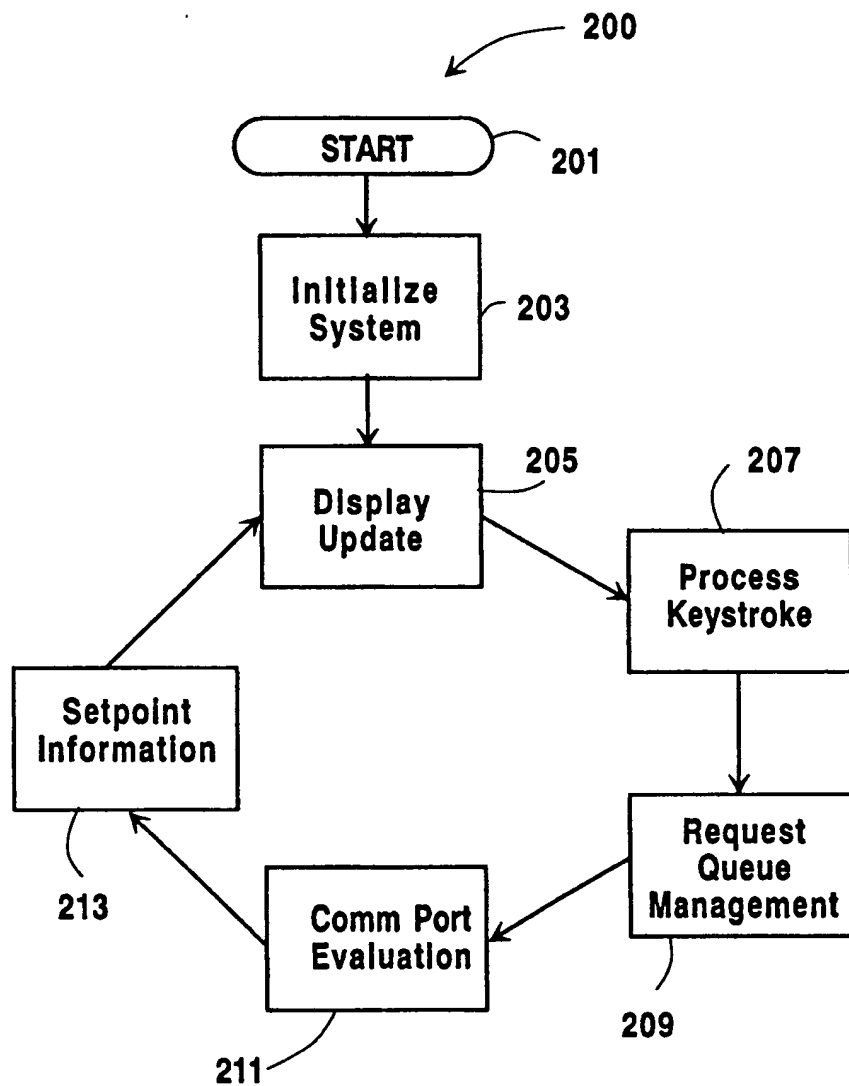 200
START
201
Initialize
System
203
Display
Update
205
207
Process
Keystroke
Setpoint
Information
213
Request
Queue
Management
209
Comm Port
Evaluation
211